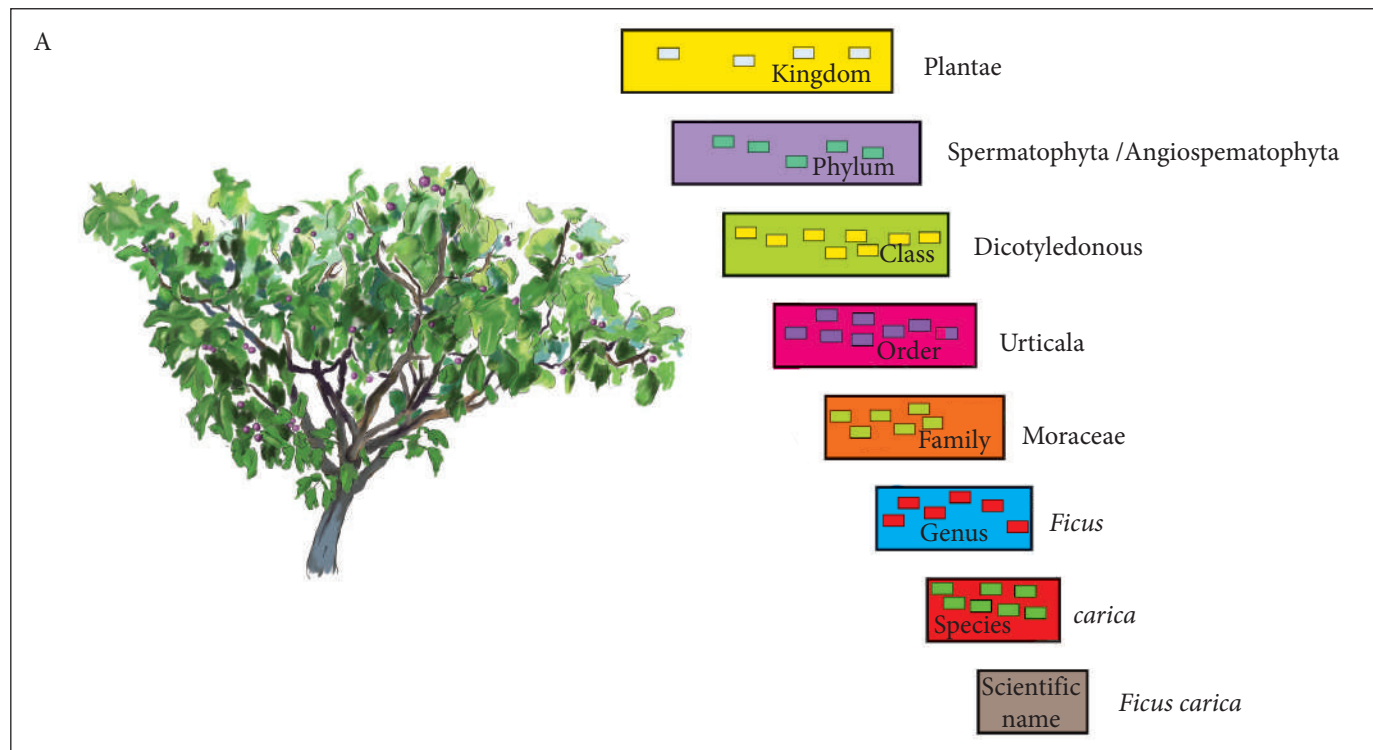 A
Kingdom Plantae
Phylum Spermatophyta /Angiospematophyta
Class Dicotyledonous
Order Urticala
Family Moraceae
Genus Ficus
Species carica
Scientific
name Ficus carica